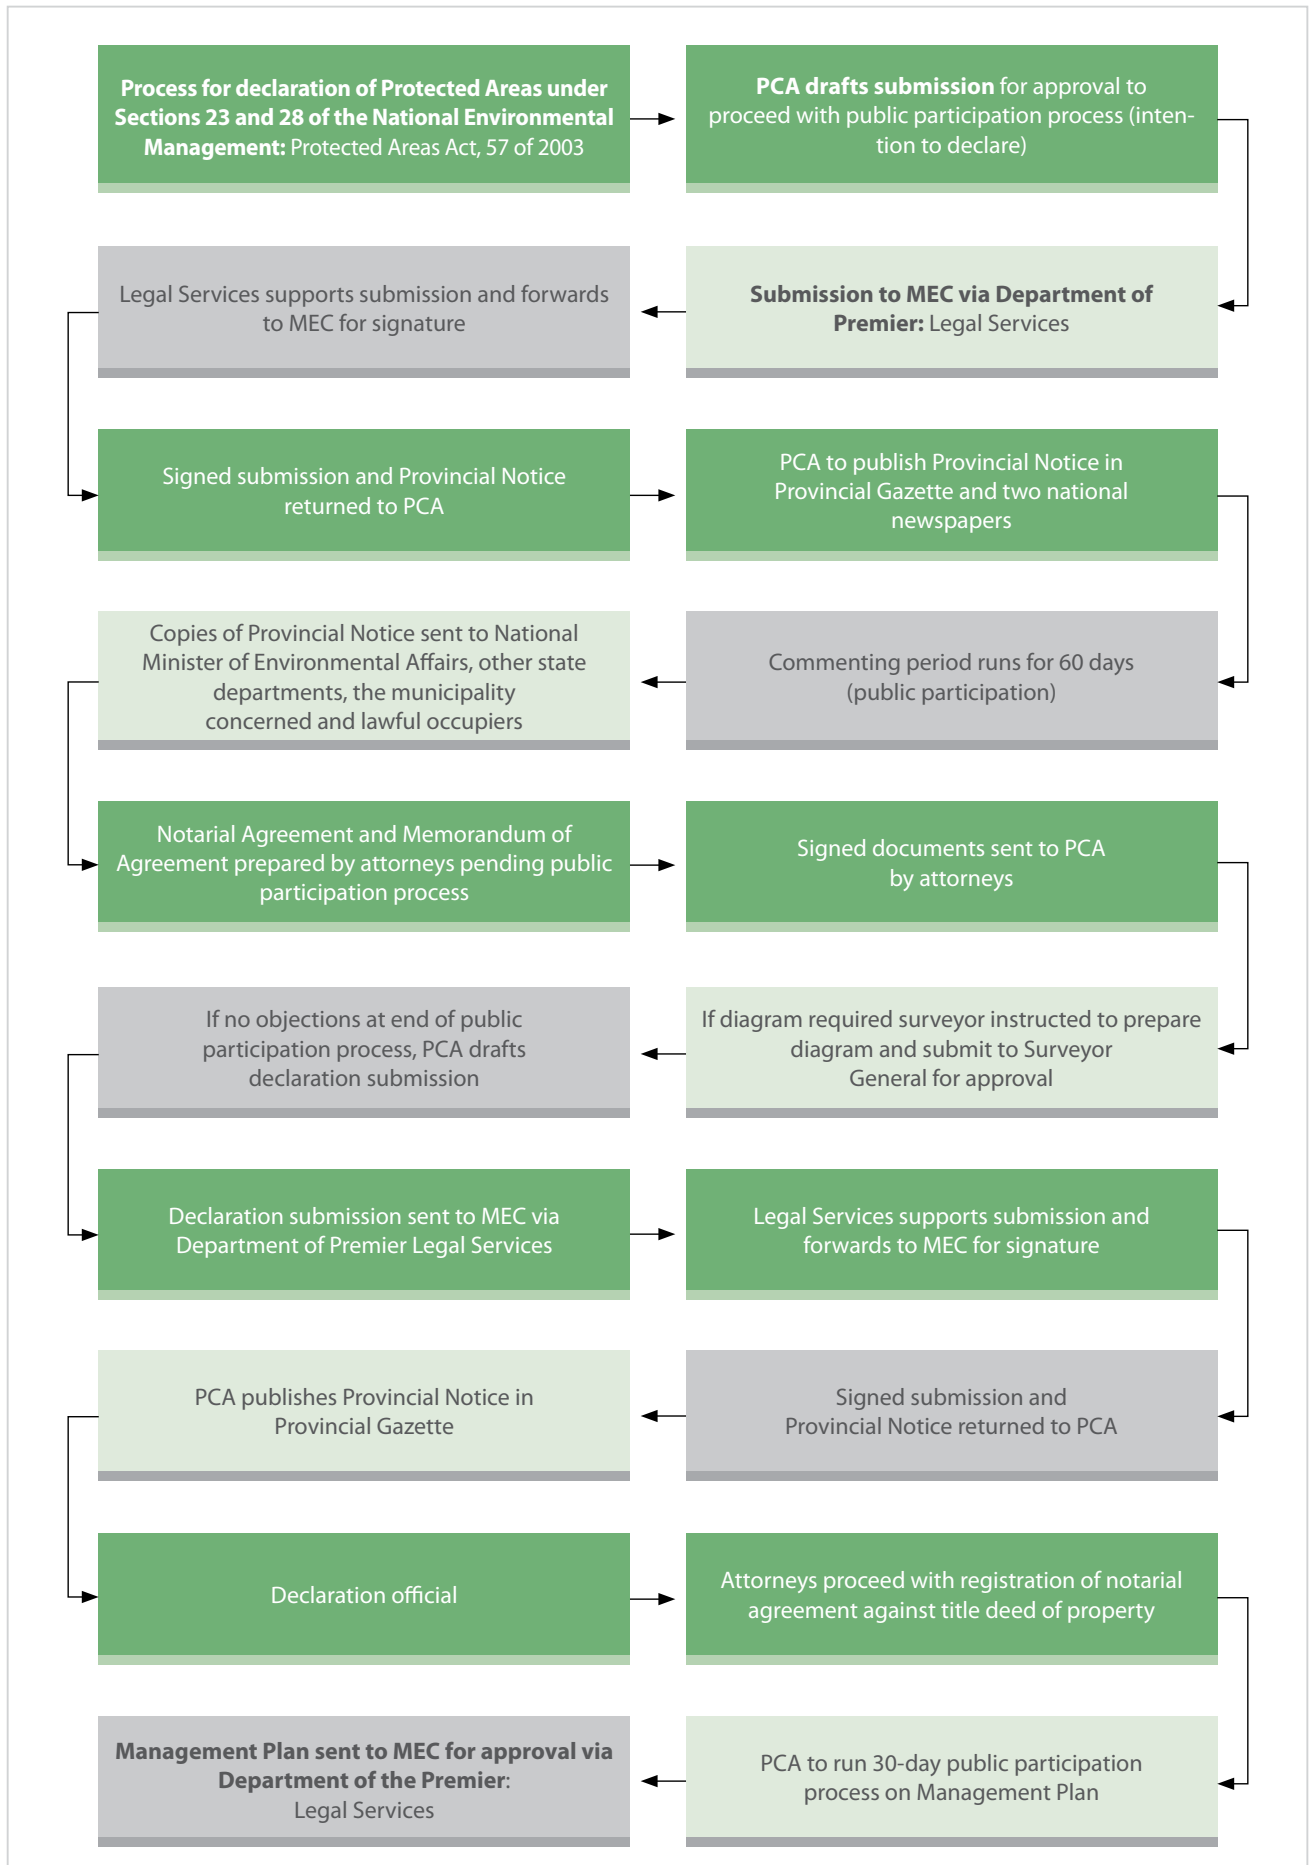 Process for declaration of Protected Areas under
Sections 23 and 28 of the National Environmental
Management: Protected Areas Act, 57 of 2003
PCA drafts submission for approval to
proceed with public participation process (inten-
tion to declare)
Submission to MEC via Department of
Premier: Legal Services
Legal Services supports submission and forwards
to MEC for signature
Signed submission and Provincial Notice
returned to PCA
PCA to publish Provincial Notice in
Provincial Gazette and two national
newspapers
Commenting period runs for 60 days
(public participation)
Copies of Provincial Notice sent to National
Minister of Environmental Affairs, other state
departments, the municipality
concerned and lawful occupiers
Notarial Agreement and Memorandum of
Agreement prepared by attorneys pending public
participation process
Signed documents sent to PCA
by attorneys
If diagram required surveyor instructed to prepare
diagram and submit to Surveyor
General for approval
If no objections at end of public
participation process, PCA drafts
declaration submission
Declaration submission sent to MEC via
Department of Premier Legal Services
Legal Services supports submission and
forwards to MEC for signature
Signed submission and
Provincial Notice returned to PCA
PCA publishes Provincial Notice in
Provincial Gazette
Declaration official
Attorneys proceed with registration of notarial
agreement against title deed of property
PCA to run 30-day public participation
process on Management Plan
Management Plan sent to MEC for approval via
Department of the Premier:
Legal Services